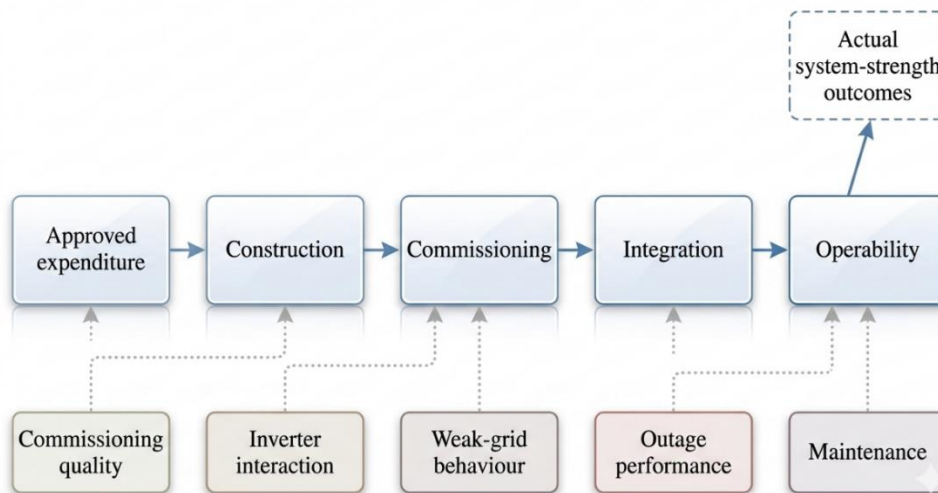 Actual
system-strength
outcomes
Approved
expenditure
Construction
Commissioning
Integration
Operability
Commissioing
quality
Inverter
interaction
Weak-grid
behaviour
Outage
performance
Maintenance